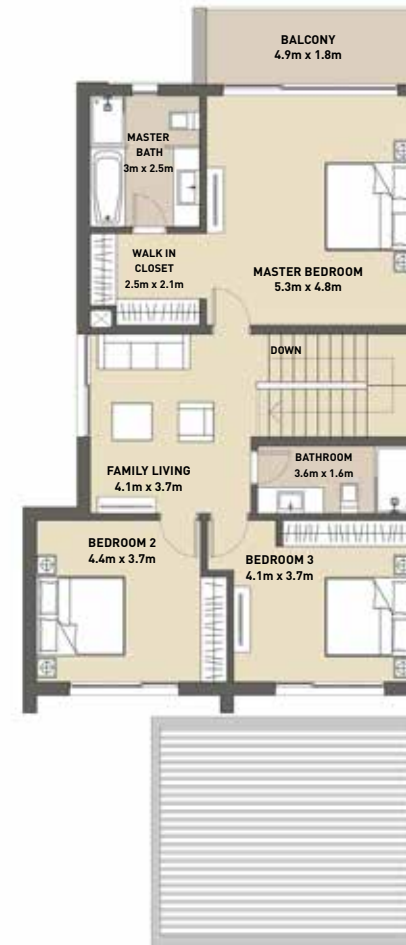 BALCONY
4.9m x 1.8m
MASTER
BATH
3m x 2.5m
WALK IN
CLOSET
2.5m x 2.1m
MASTER BEDROOM
5.3m x 4.8m
DOWN
BATHROOM
3.6m x 1.6m
FAMILY LIVING
4.1m x 3.7m
BEDROOM 2
4.4m x 3.7m
BEDROOM 3
4.1m x 3.7m